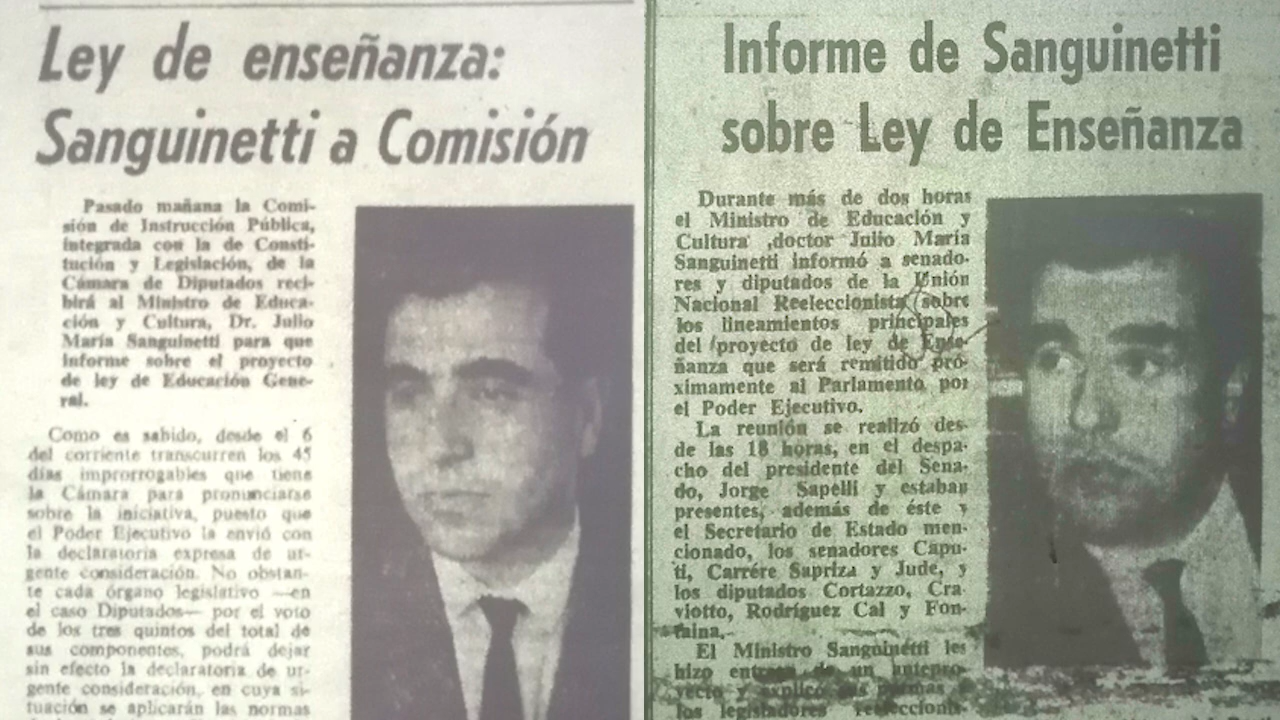 Ley de enseñanza:
Sanguinetti a Comisión
Pasado mañana la Comi-
sión de Instrucción Pública,
integrada con la de Consti-
tución y Legislación, de la
Cámara de Diputados reci-
birá al Ministro de Educa-
ción y Cultura, Dr. Julio
María Sanguinetti para que
informe sobre el proyecto
de ley de Educación Gene-
ral.
Como es sabido, desde el 6
del corriente transcurren los 45
días improrrogables que tiene
la Cámara para pronunciarse
sobre la iniciativa, puesto que
el Poder Ejecutivo la envió con
la declaratoria expresa de ur-
gente consideración. No obstan-
te cada órgano legislativo —en
el caso Diputados— por el voto
de los tres quintos del total de
sus componentes, podrá dejar
sin efecto la declaratoria de ur-
gente consideración, en cuya si-
tuación se aplicarán las normas
Informe de Sanguinetti
sobre Ley de Enseñanza
Durante más de dos horas
el Ministro de Educación y
Cultura ,doctor Julio María
Sanguinetti informó a senado-
res y diputados de la Unión
Nacional Reeleccionista sobre
los lineamientos principales
del proyecto de ley de Ense-
ñanza que será remitido pró-
ximamente al Parlamento por
el Poder Ejecutivo.
La reunión se realizó des-
de las 18 horas, en el despa-
cho del presidente del Sena-
do, Jorge Sapelli y estaban
presentes, además de éste y
el Secretario de Estado men-
cionado, los senadores Capu-
ti, Carrére Sapriza y Jude, y
los diputados Cortazzo, Cra-
viotto, Rodríguez Cal y Fon-
taina.-
El Ministro Sanguinetti les
hizo entrega de un antepro-
yecto y explicó sus normas a
los legisladores reeleccionis-